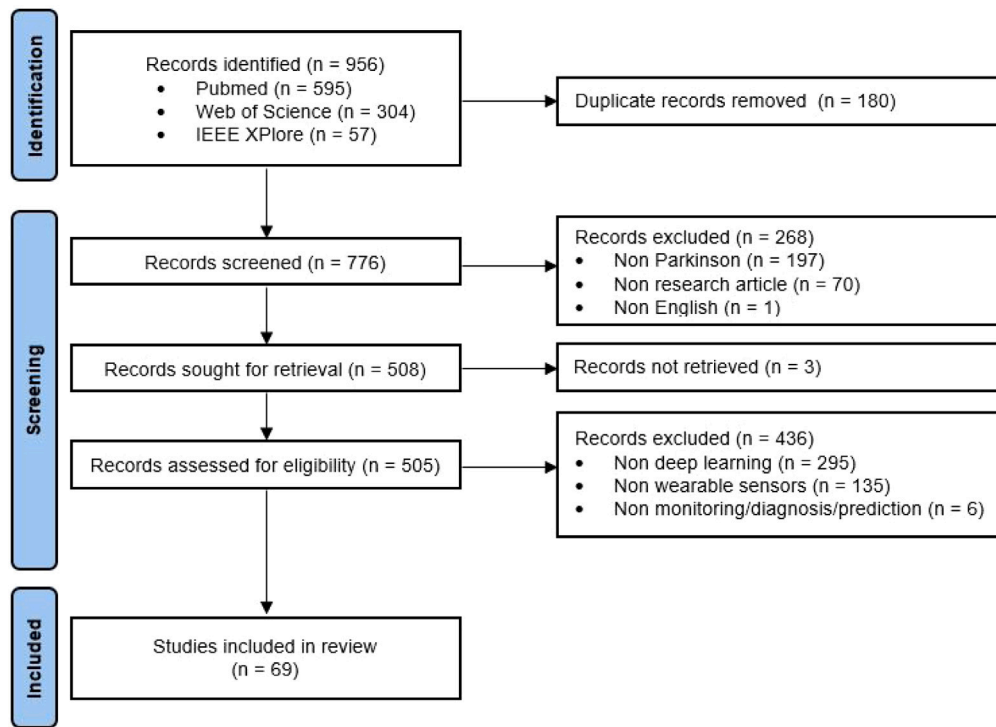 Identification
Records identified (n = 956)
• Pubmed (n = 595)
• Web of Science (n = 304)
• IEEE XPlore (n = 57)
Duplicate records removed (n = 180)
Screening
Records screened (n = 776)
Records excluded (n = 268)
• Non Parkinson (n = 197)
• Non research article (n = 70)
• Non English (n = 1)
Records sought for retrieval (n = 508)
Records not retrieved (n = 3)
Records assessed for eligibility (n = 505)
Records excluded (n = 436)
• Non deep learning (n = 295)
• Non wearable sensors (n = 135)
• Non monitoring/diagnosis/prediction (n = 6)
Included
Studies included in review
(n = 69)